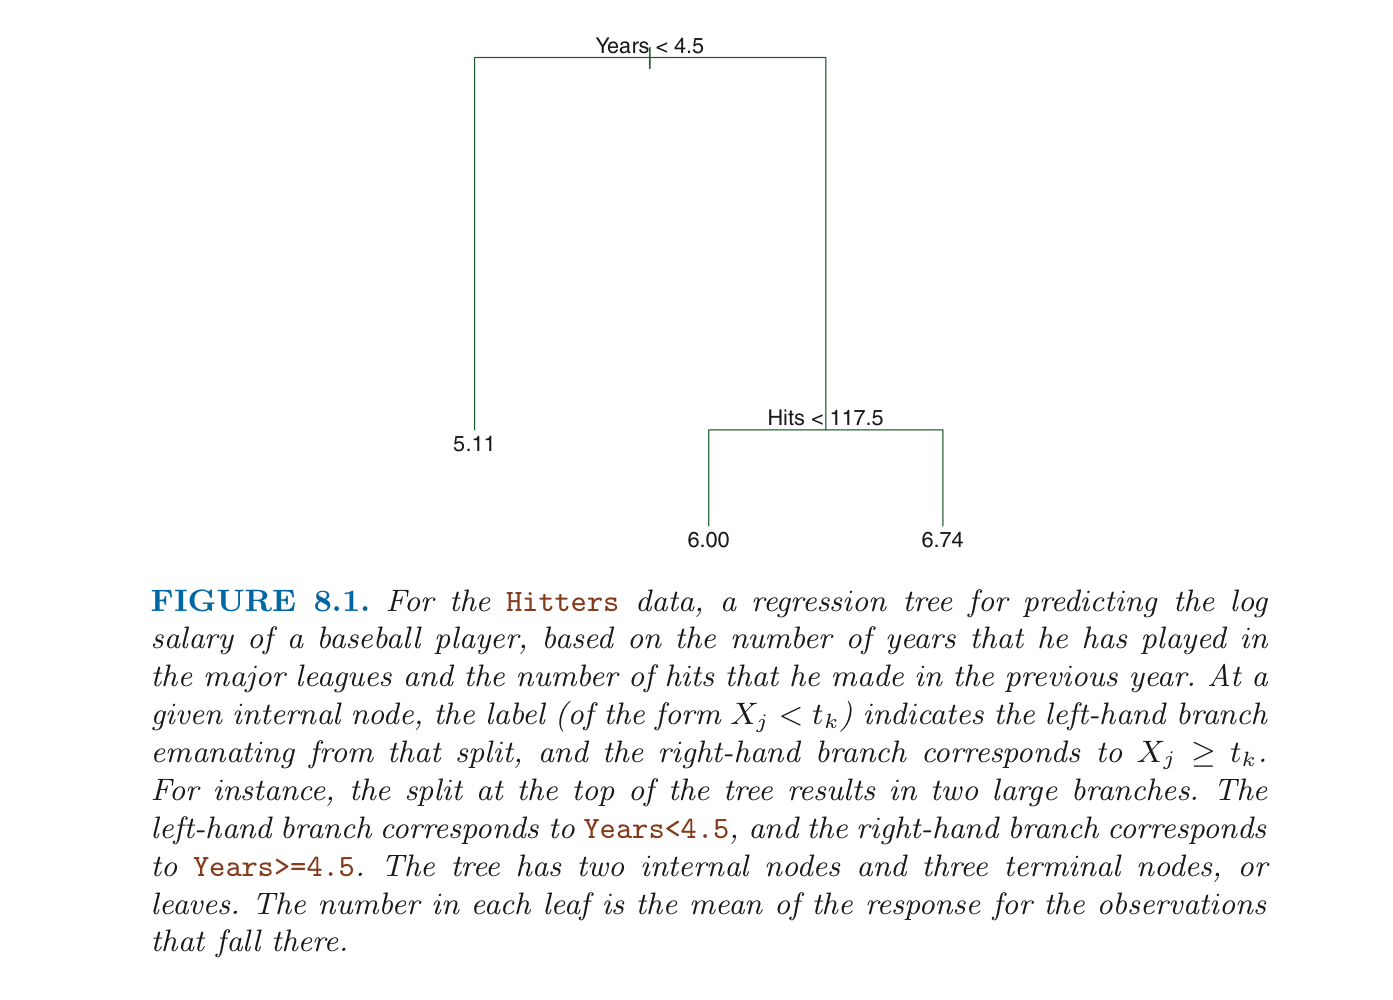 Years < 4.5
Hits < 117.5
5.11
6.00 6.74
FIGURE 8.1. For the Hitters data, a regression tree for predicting the log
salary of a baseball player, based on the number of years that he has played in
the major leagues and the number of hits that he made in the previous year. At a
given internal node, the label (of the form Xj < tk) indicates the left-hand branch
emanating from that split, and the right-hand branch corresponds to Xj ≥ tk.
For instance, the split at the top of the tree results in two large branches. The
left-hand branch corresponds to Years<4.5, and the right-hand branch corresponds
to Years>=4.5. The tree has two internal nodes and three terminal nodes, or
leaves. The number in each leaf is the mean of the response for the observations
that fall there.